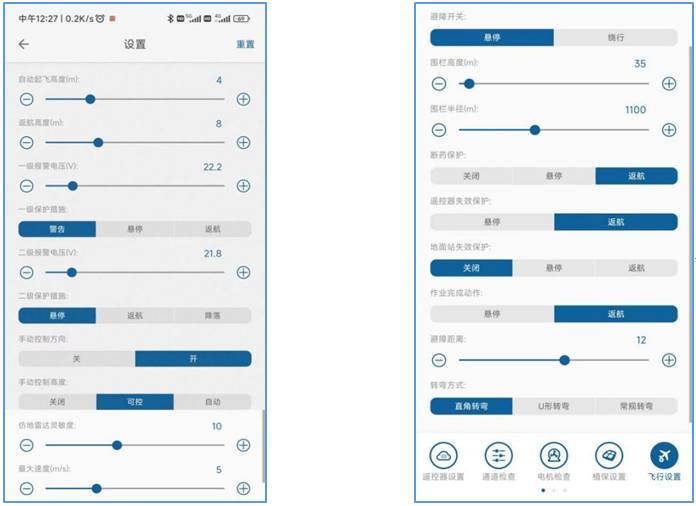 中午12:27 | 0.2K/s
5G
4G
69
设置
重置
自动起飞高度(m):
4
返航高度(m):
8
一级报警电压(V):
22.2
一级保护措施:
警告 悬停 返航
二级报警电压(V):
21.8
二级保护措施:
悬停 返航 降落
手动控制方向:
关 开
手动控制高度:
关闭 可控 自动
仿地雷达灵敏度:
10
最大速度(m/s):
5
避障开关:
悬停 绕行
围栏高度(m):
35
围栏半径(m):
1100
断药保护:
关闭 悬停 返航
遥控器失效保护:
悬停 返航
地面站失效保护:
关闭 悬停 返航
作业完成动作:
悬停 返航
避障距离:
12
转弯方式:
直角转弯 U形转弯 常规转弯
遥控器设置 通道检查 电机检查 植保设置 飞行设置